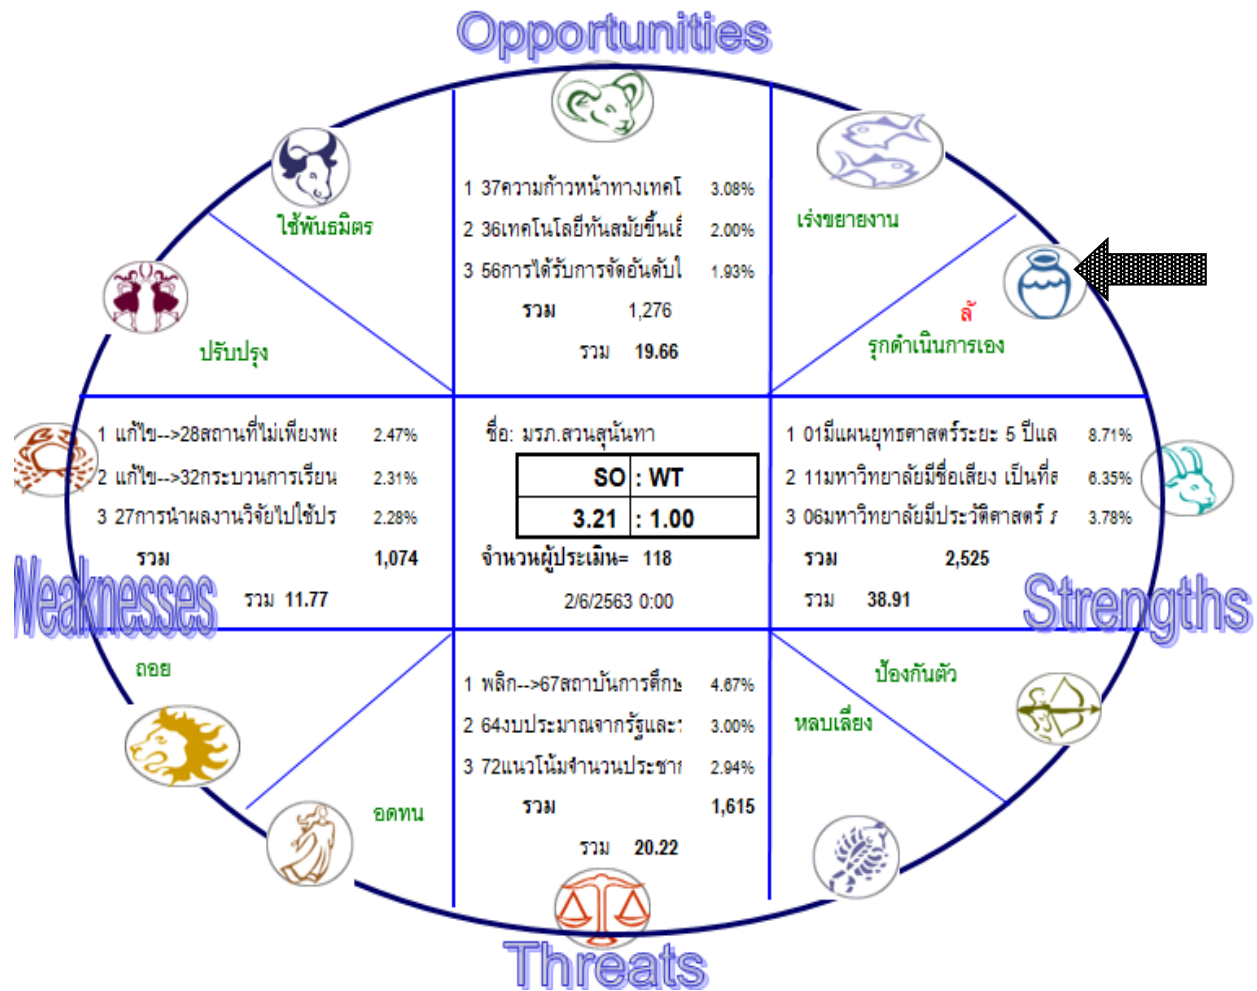 Opportunities
1 37ความก้าวหน้าทางเทคโ 3.08%
2 36เทคโนโลยีทันสมัยขึ้นเอื้ 2.00%
3 56การได้รับการจัดอันดับใ 1.93%
รวม 1,276
รวม 19.66
ใช้พันธมิตร
เร่งขยายงาน
ปรับปรุง
ลั
รุกดำเนินการเอง
1 แก้ไข-->28สถานที่ไม่เพียงพอ 2.47%
2 แก้ไข-->32กระบวนการเรียน 2.31%
3 27การนำผลงานวิจัยไปใช้ปร 2.28%
รวม 1,074
Weaknesses
รวม 11.77
ชื่อ: มรภ.สวนสุนันทา
SO : WT
3.21 : 1.00
จำนวนผู้ประเมิน= 118
2/6/2563 0:00
1 01มีแผนยุทธศาสตร์ระยะ 5 ปีแล 8.71%
2 11มหาวิทยาลัยมีชื่อเสียง เป็นที่ 6.35%
3 06มหาวิทยาลัยมีประวัติศาสตร์ 3.78%
รวม 2,525
รวม 38.91
Strengths
ถอย
อดทน
1 พลิก-->67สถาบันการศึกษ 4.67%
2 64งบประมาณจากรัฐและ 3.00%
3 72แนวโน้มจำนวนประชา 2.94%
รวม 1,615
รวม 20.22
ป้องกันตัว
หลบเลี่ยง
Threats